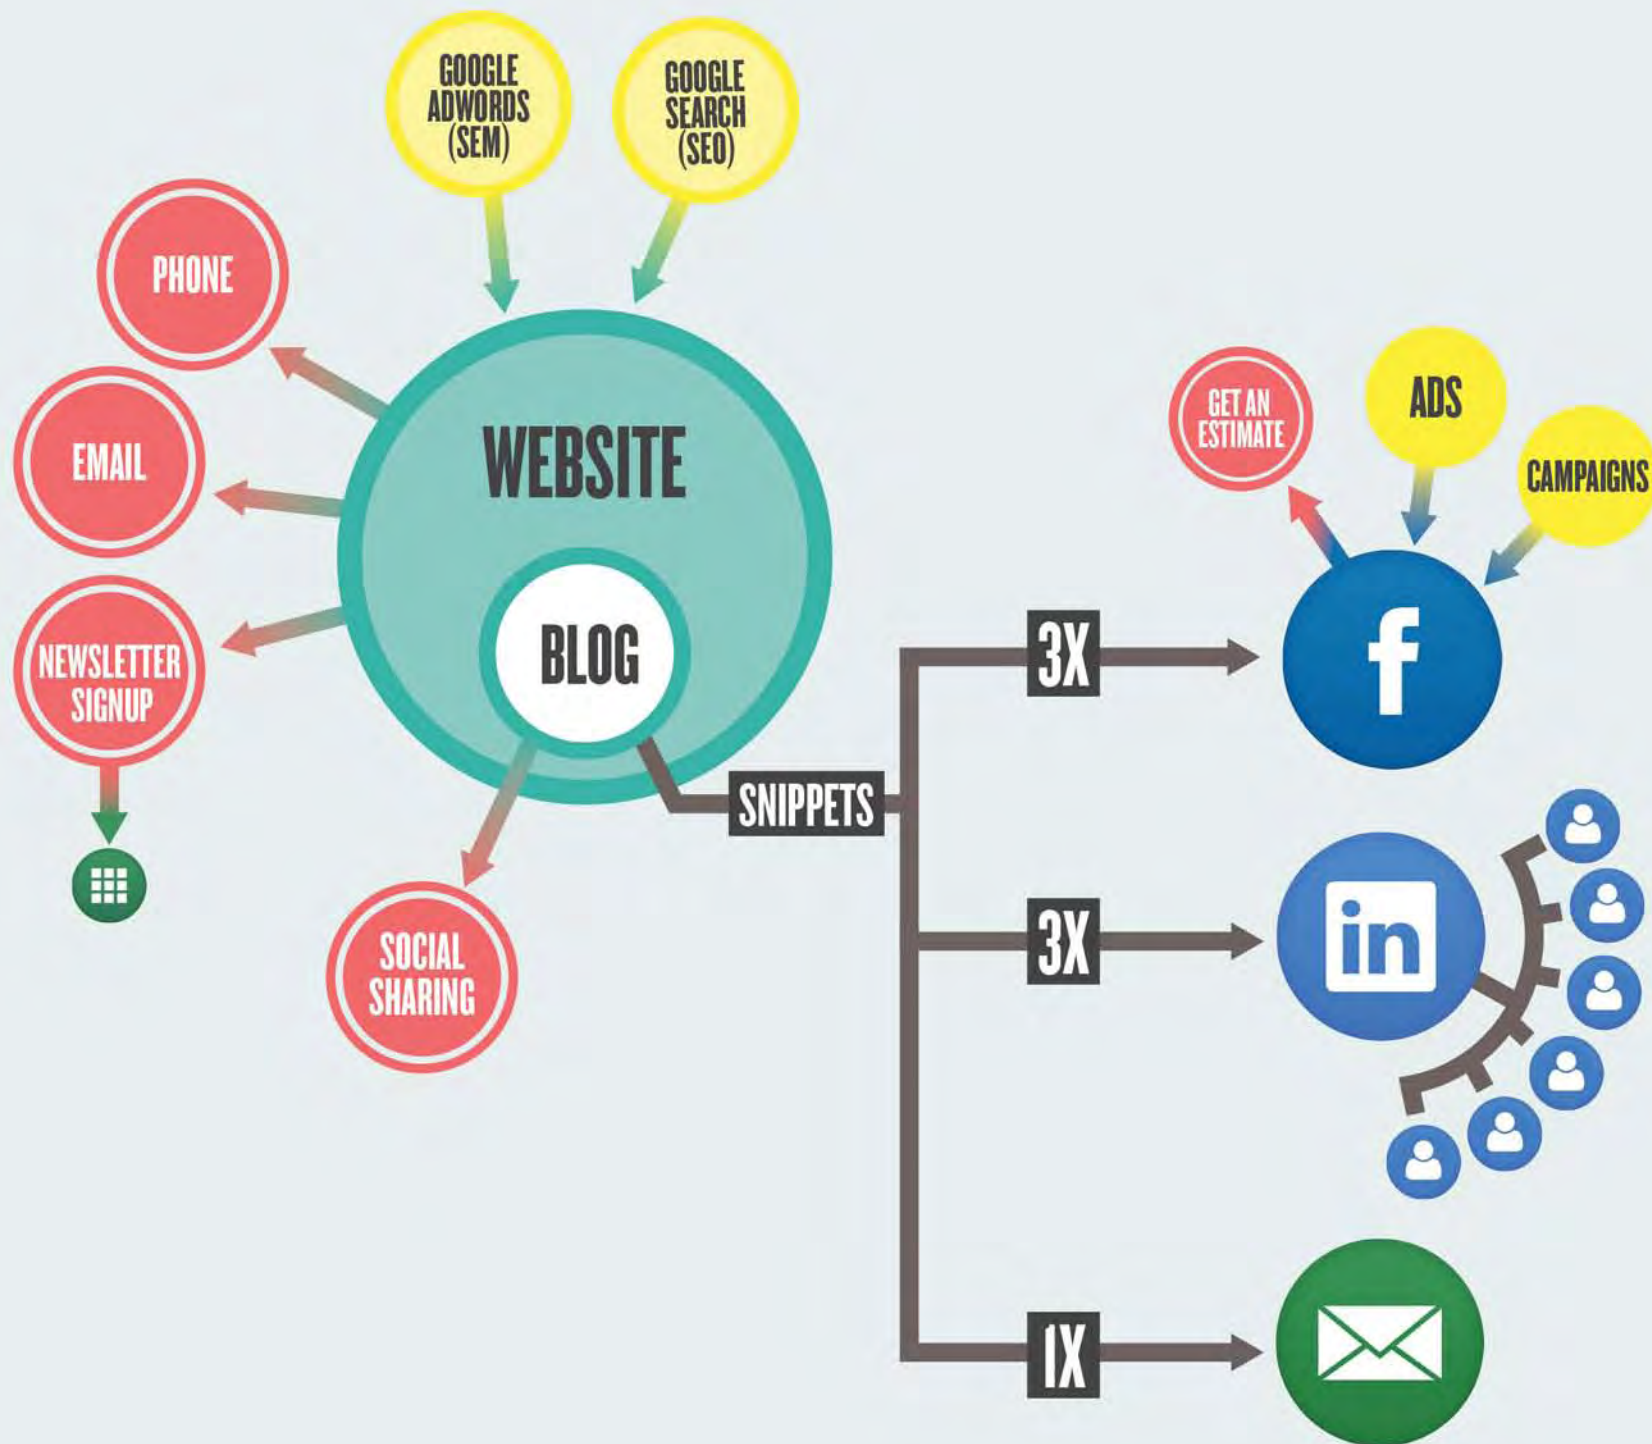 GOOGLE
ADWORDS
(SEM)
GOOGLE
SEARCH
(SEO)
PHONE
EMAIL
NEWSLETTER
SIGNUP
WEBSITE
BLOG
SOCIAL
SHARING
SNIPPETS
GET AN
ESTIMATE
ADS
CAMPAIGNS
3X
f
3X
in
1X